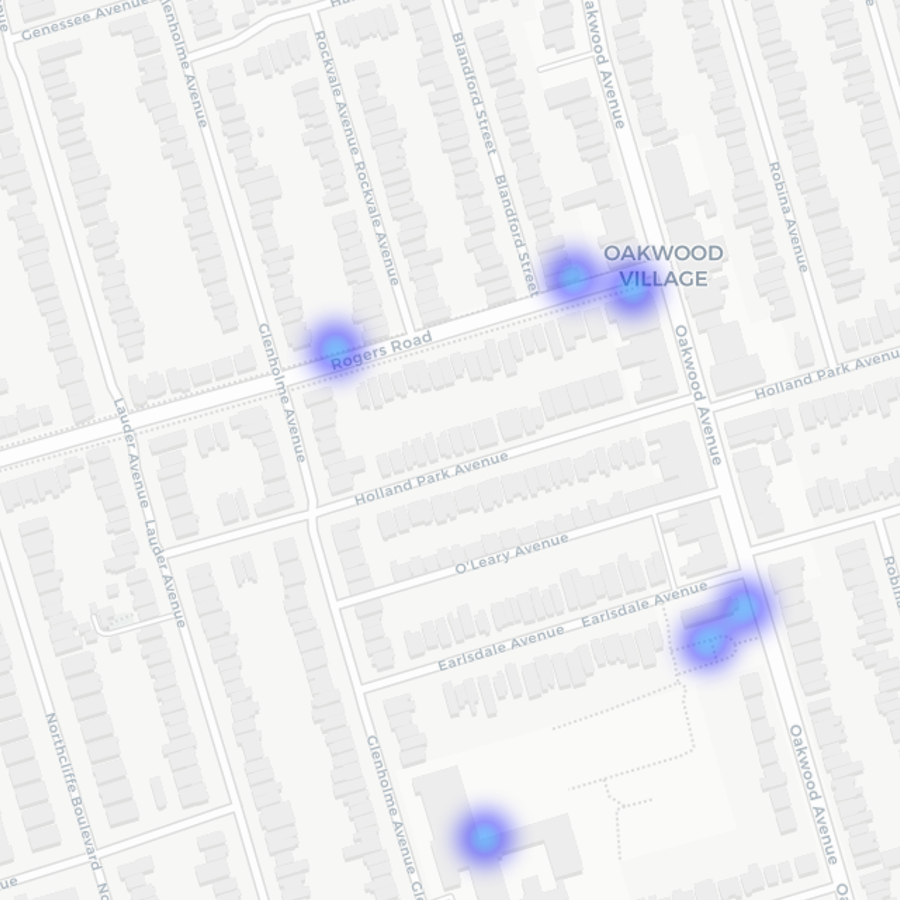 Genessee Avenue
Glenholme Avenue
Rockvale Avenue
Rockvale Avenue
Blandford Street
Blandford Street
Oakwood Avenue
Robina Avenue
OAKWOOD
VILLAGE
Rogers Road
Glenholme Avenue
Lauder Avenue
Lauder Avenue
Oakwood Avenue
Holland Park Avenue
Holland Park Avenue
O'Leary Avenue
Earlsdale Avenue
Earlsdale Avenue
Northcliffe Boulevard
Glenholme Avenue
Oakwood Avenue